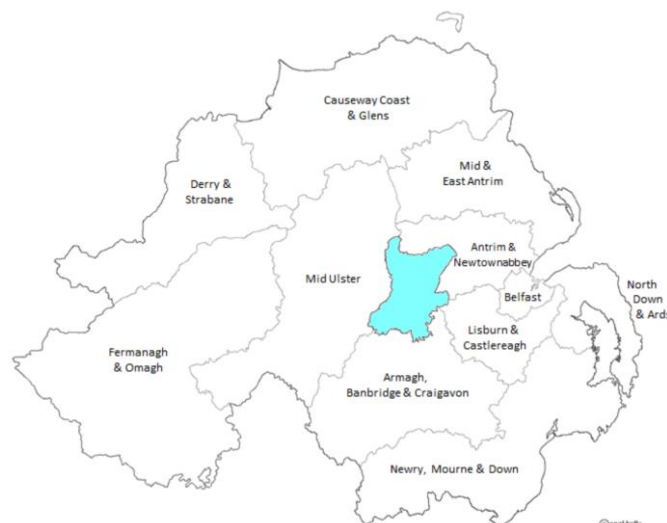 Causeway Coast
& Glens
Mid &
East Antrim
Derry &
Strabane
Antrim &
Newtownabbey
Mid Ulster
Belfast
North
Down
& Ards
Lisburn &
Castlereagh
Fermanagh
& Omagh
Armagh,
Banbridge & Craigavon
Newry, Mourne & Down